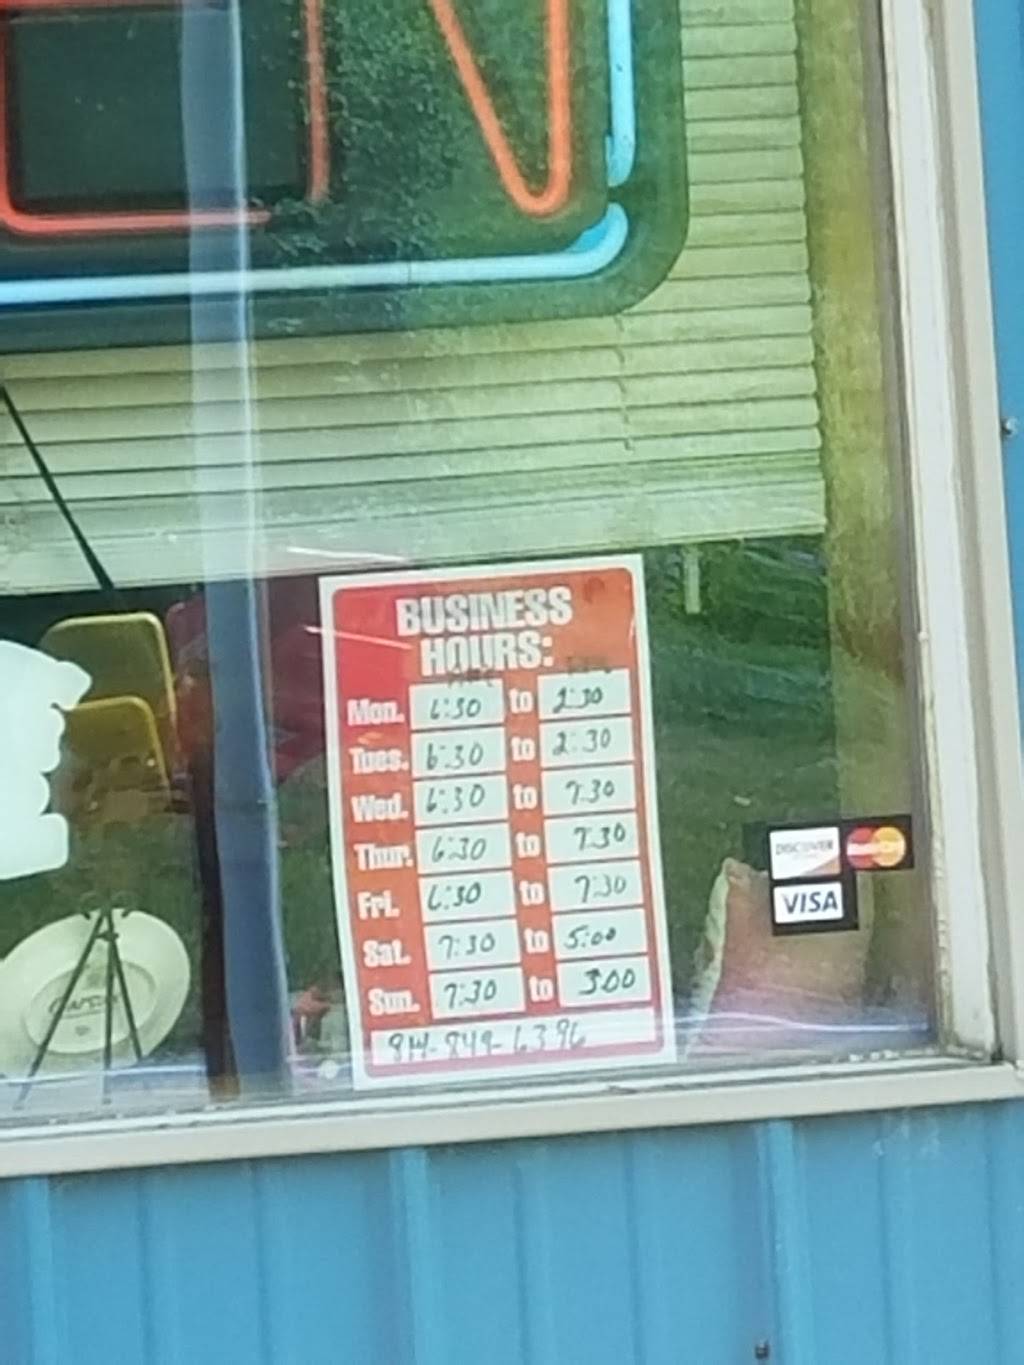 EN
BUSINESS
HOURS:
Mon. 6:30 to 2:30
Tues. 6:30 to 2:30
Wed. 6:30 to 7:30
Thur. 6:30 to 7:30
Fri. 6:30 to 7:30
Sat. 7:30 to 5:00
Sun. 7:30 to 3:00
814-849-6396
DISCOVER
MasterCard
VISA